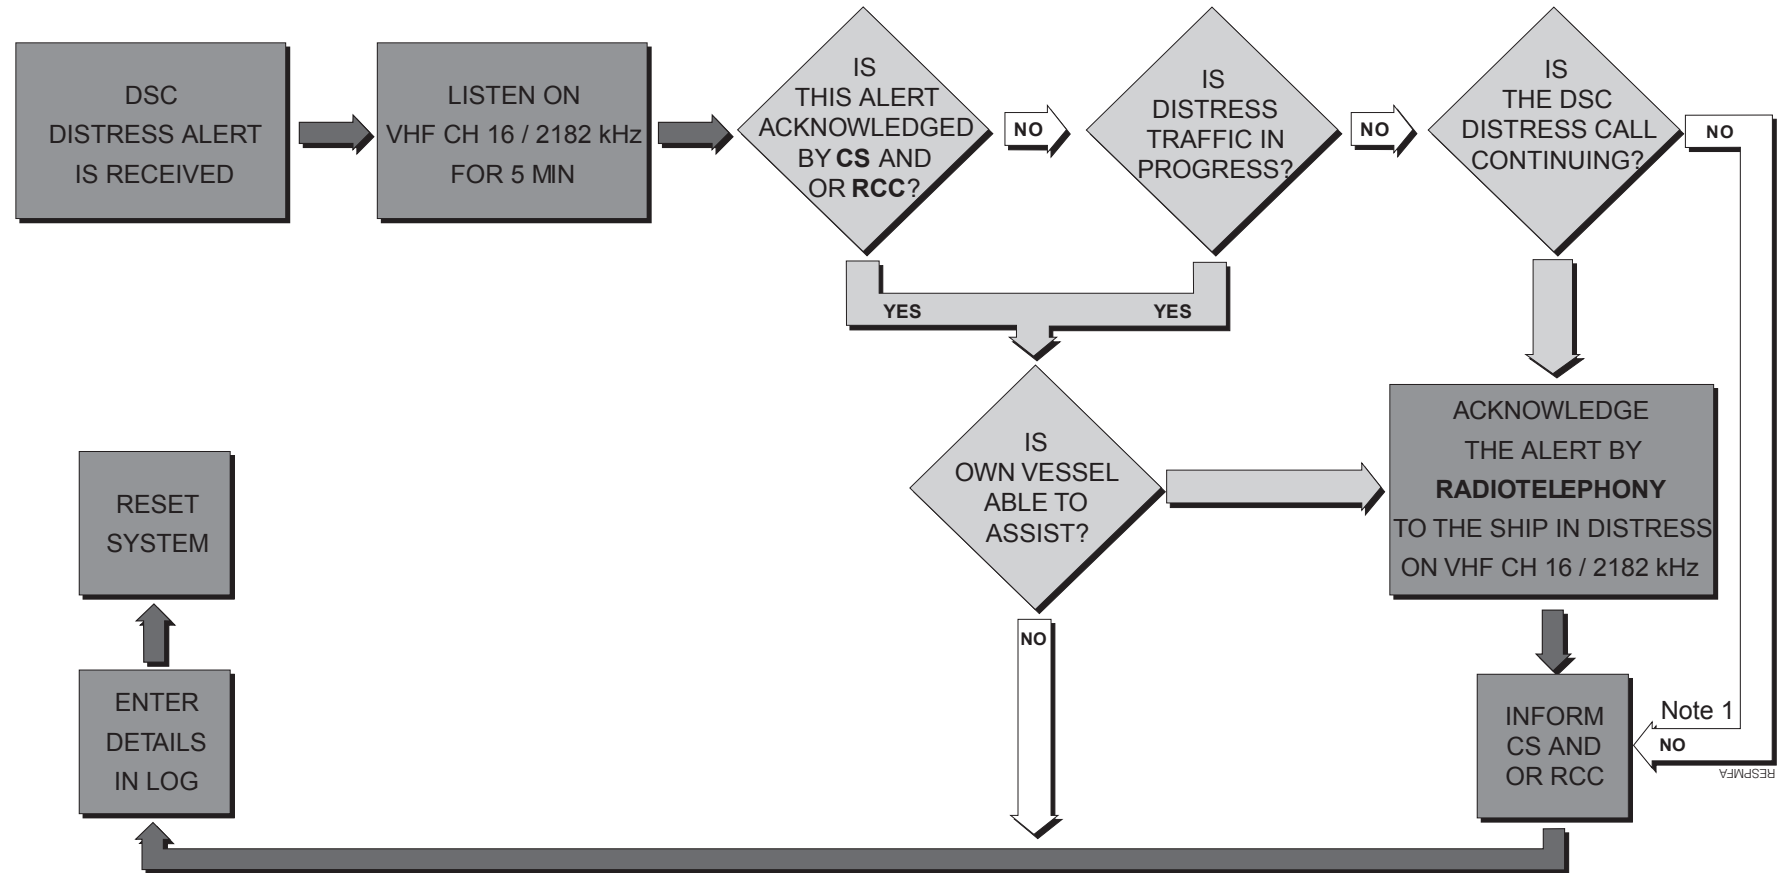 DSC
DISTRESS ALERT
IS RECEIVED
LISTEN ON
VHF CH 16 / 2182 kHz
FOR 5 MIN
IS
THIS ALERT
ACKNOWLEDGED
BY CS AND
OR RCC?
NO
IS
DISTRESS
TRAFFIC IN
PROGRESS?
NO
IS
THE DSC
DISTRESS CALL
CONTINUING?
NO
YES
YES
IS
OWN VESSEL
ABLE TO
ASSIST?
NO
ACKNOWLEDGE
THE ALERT BY
RADIOTELEPHONY
TO THE SHIP IN DISTRESS
ON VHF CH 16 / 2182 kHz
Note 1
NO
RESPMFA
INFORM
CS AND
OR RCC
RESET
SYSTEM
ENTER
DETAILS
IN LOG